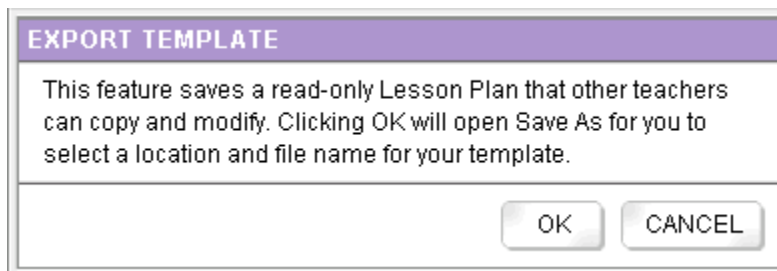 EXPORT TEMPLATE
This feature saves a read-only Lesson Plan that other teachers
can copy and modify. Clicking OK will open Save As for you to
select a location and file name for your template.
OK CANCEL